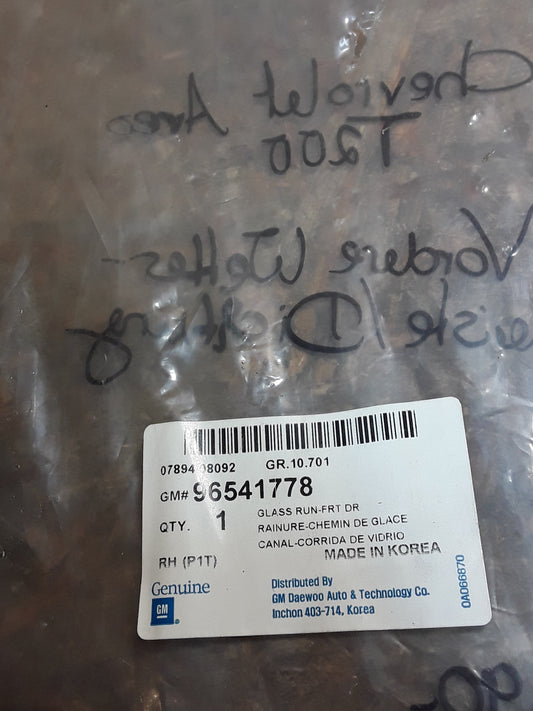 Chevrolet Aveo
T200
Vordere Wetter-
leiste/Dichtung
07894 08092 GR.10.701
GM# 96541778
QTY. 1
GLASS RUN-FRT DR
RAINURE-CHEMIN DE GLACE
CANAL-CORRIDA DE VIDRIO
RH (P1T) MADE IN KOREA
Genuine
GM
Distributed By
GM Daewoo Auto & Technology Co.
Inchon 403-714, Korea
OAD66870
90-